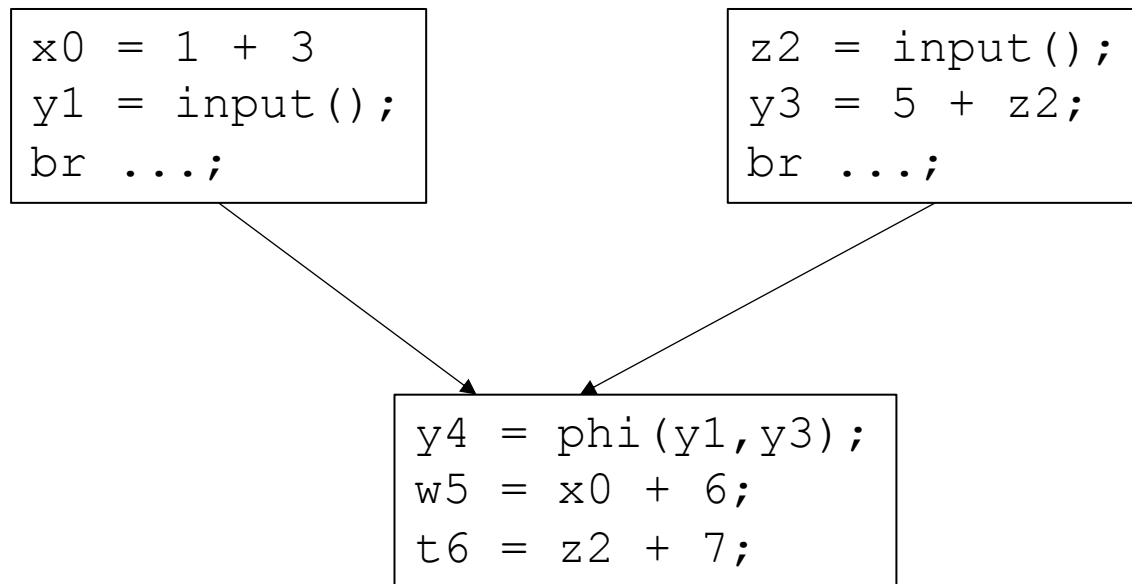 x0 = 1 + 3
y1 = input();
br ...;
z2 = input();
y3 = 5 + z2;
br ...;
y4 = phi(y1,y3);
w5 = x0 + 6;
t6 = z2 + 7;